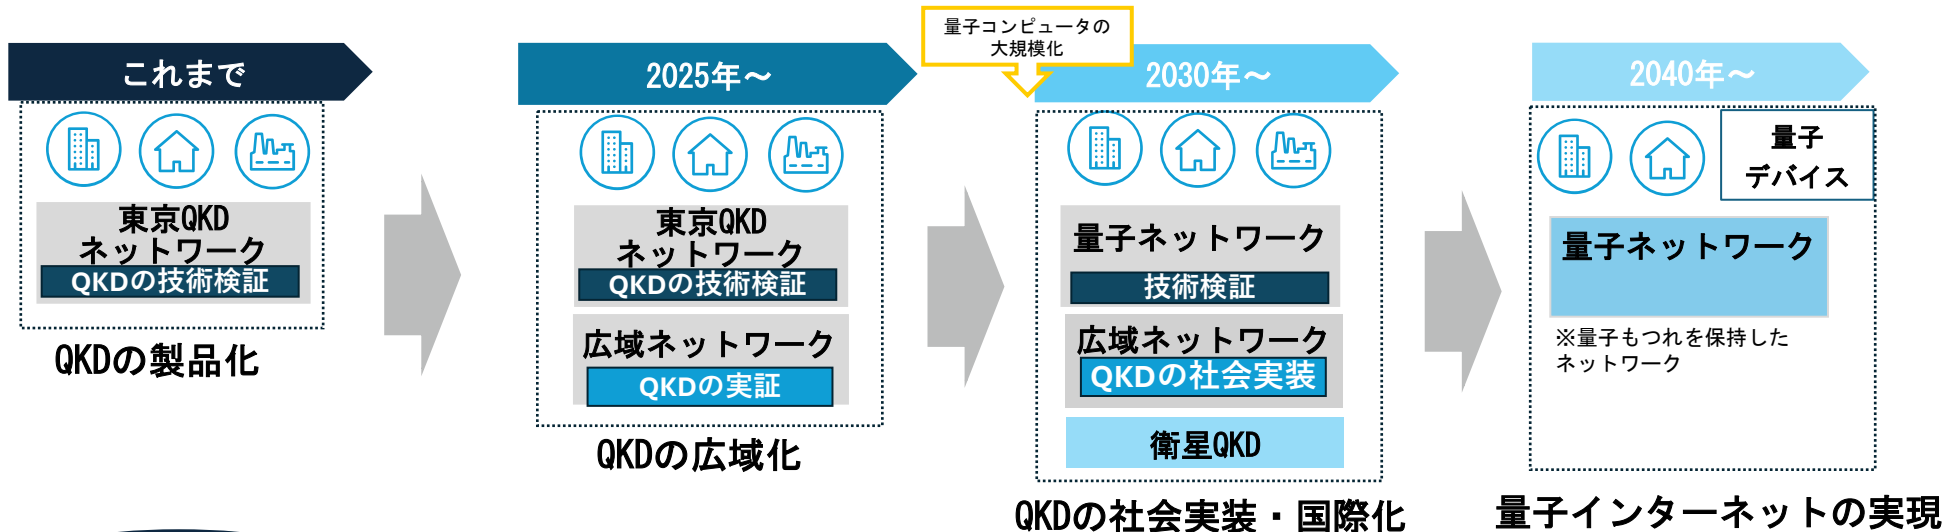 これまで
東京QKD
ネットワーク
QKDの技術検証
QKDの製品化
2025年～
東京QKD
ネットワーク
QKDの技術検証
広域ネットワーク
QKDの実証
QKDの広域化
量子コンピュータの
大規模化
2030年～
量子ネットワーク
技術検証
広域ネットワーク
QKDの社会実装
衛星QKD
QKDの社会実装・国際化
2040年～
量子
デバイス
量子ネットワーク
※量子もつれを保持した
ネットワーク
量子インターネットの実現